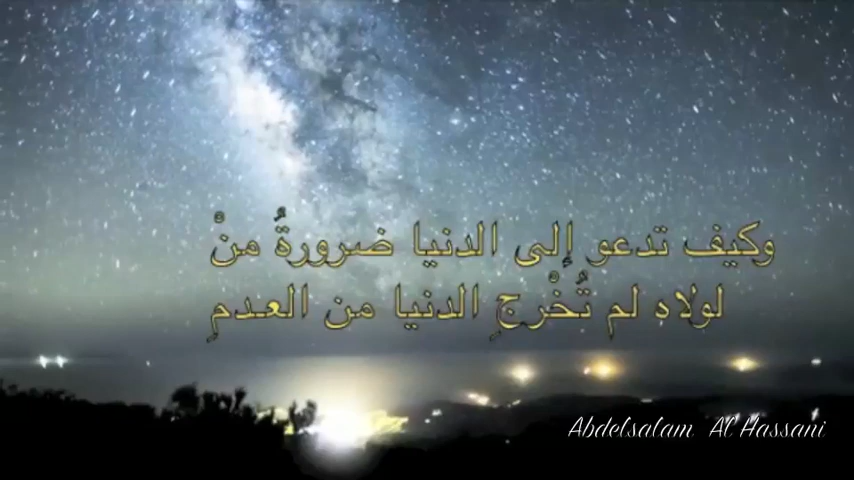 وكيف تدعو إلى الدنيا ضرورةُ منْ
لولاه لم تُخْرجِ الدنيا من العدمِ
Abdelsalam Al Hassani